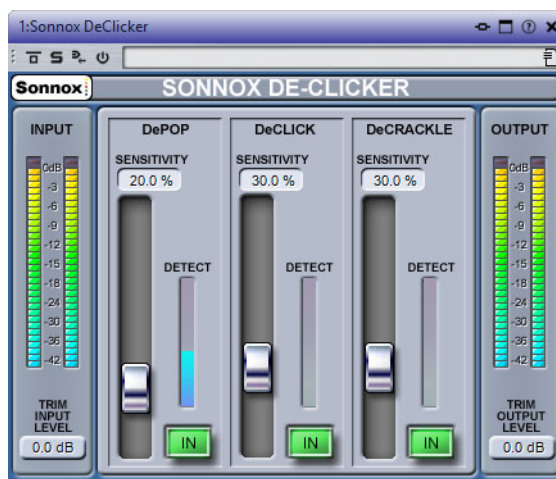 1:Sonnox DeClicker
Sonnox
SONNOX DE-CLICKER
INPUT
0dB
-3
-6
-9
-12
-15
-18
-24
-30
-36
-42
TRIM
INPUT
LEVEL
0.0 dB
DePOP
SENSITIVITY
20.0 %
DETECT
IN
DeCLICK
SENSITIVITY
30.0 %
DETECT
IN
DeCRACKLE
SENSITIVITY
30.0 %
DETECT
IN
OUTPUT
0dB
-3
-6
-9
-12
-15
-18
-24
-30
-36
-42
TRIM
OUTPUT
LEVEL
0.0 dB